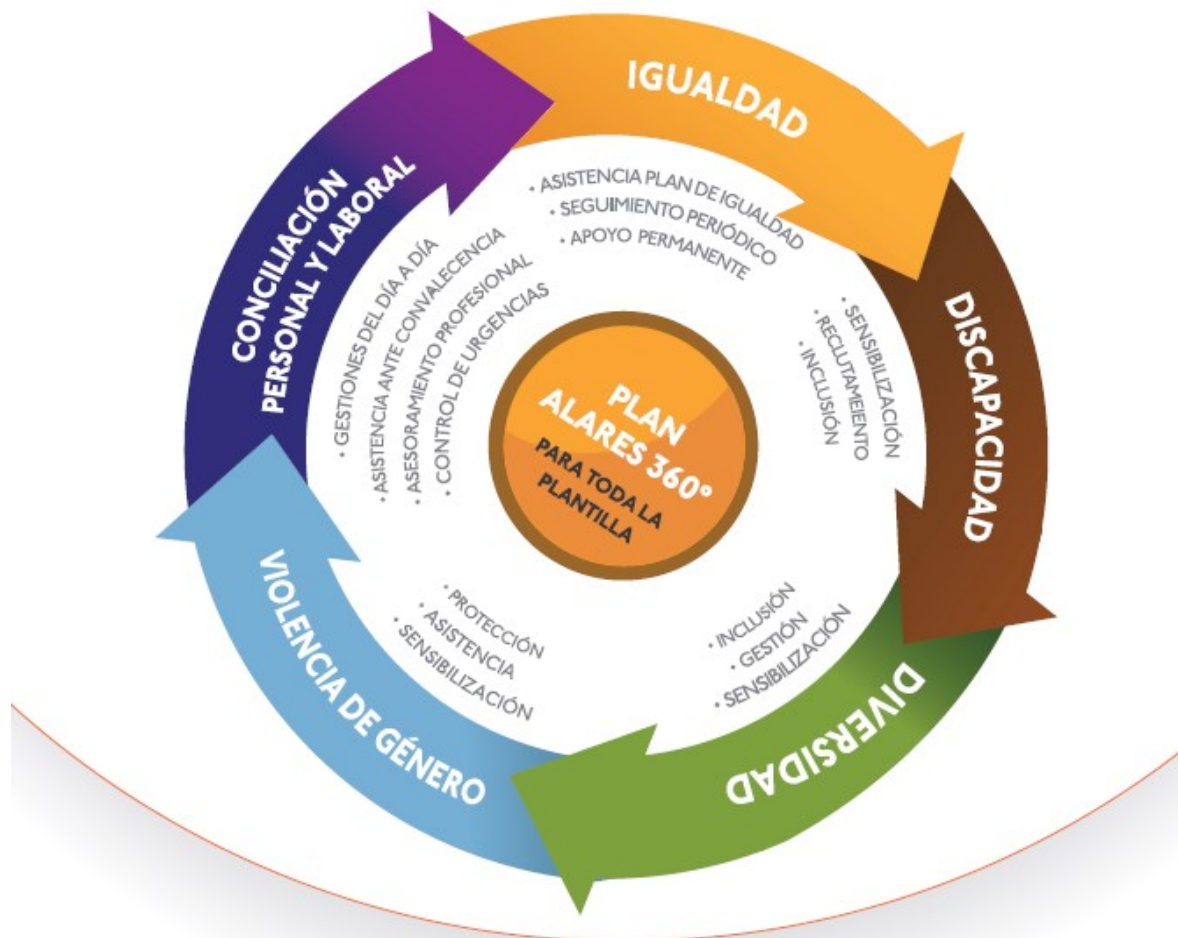 IGUALDAD
• ASISTENCIA PLAN DE IGUALDAD
• SEGUIMIENTO PERIÓDICO
• APOYO PERMANENTE
DISCAPACIDAD
• SENSIBILIZACIÓN
• RECLUTAMEIENTO
• INCLUSIÓN
DIVERSIDAD
• INCLUSIÓN
• GESTIÓN
• SENSIBILIZACIÓN
VIOLENCIA DE GÉNERO
• PROTECCIÓN
• ASISTENCIA
• SENSIBILIZACIÓN
CONCILIACIÓN
PERSONAL Y LABORAL
• GESTIONES DEL DÍA A DÍA
• ASISTENCIA ANTE CONVALECENCIA
• ASESORAMIENTO PROFESIONAL
• CONTROL DE URGENCIAS
PLAN
ALARES 360°
PARA TODA LA
PLANTILLA